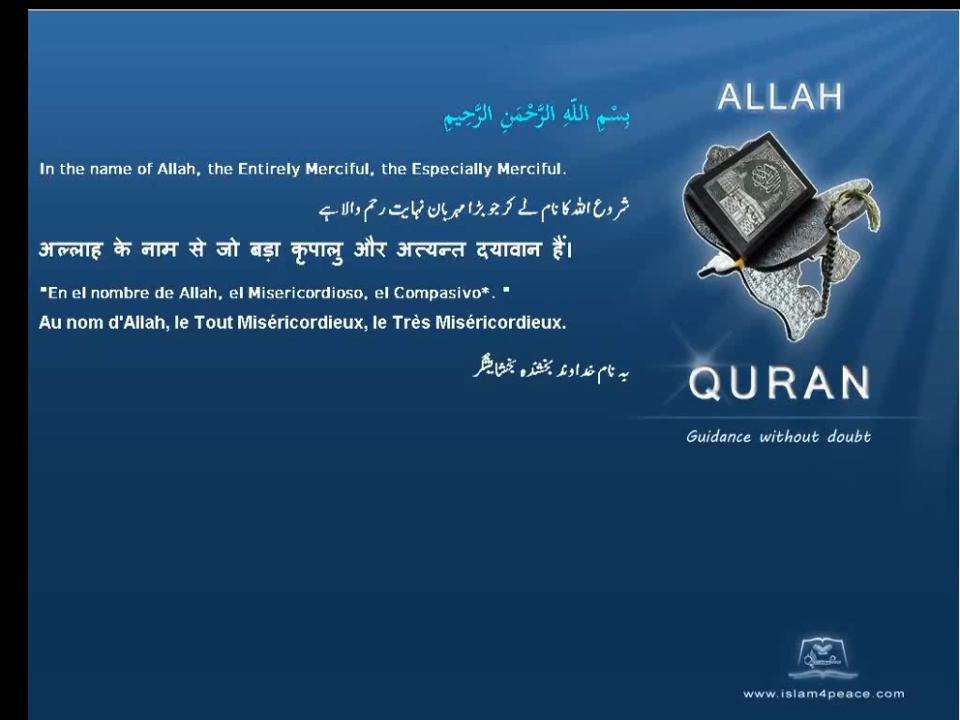 بِسْمِ اللَّهِ الرَّحْمَنِ الرَّحِيمِ
In the name of Allah, the Entirely Merciful, the Especially Merciful.
شروع اللہ کا نام لے کر جو بڑا مہربان نہایت رحم والا ہے
अल्लाह के नाम से जो बड़ा कृपालु और अत्यन्त दयावान हैं।
"En el nombre de Allah, el Misericordioso, el Compasivo*. "
Au nom d'Allah, le Tout Miséricordieux, le Très Miséricordieux.
به نام خداوند بخشنده بخشایشگر
ALLAH
QURAN
Guidance without doubt
www.islam4peace.com